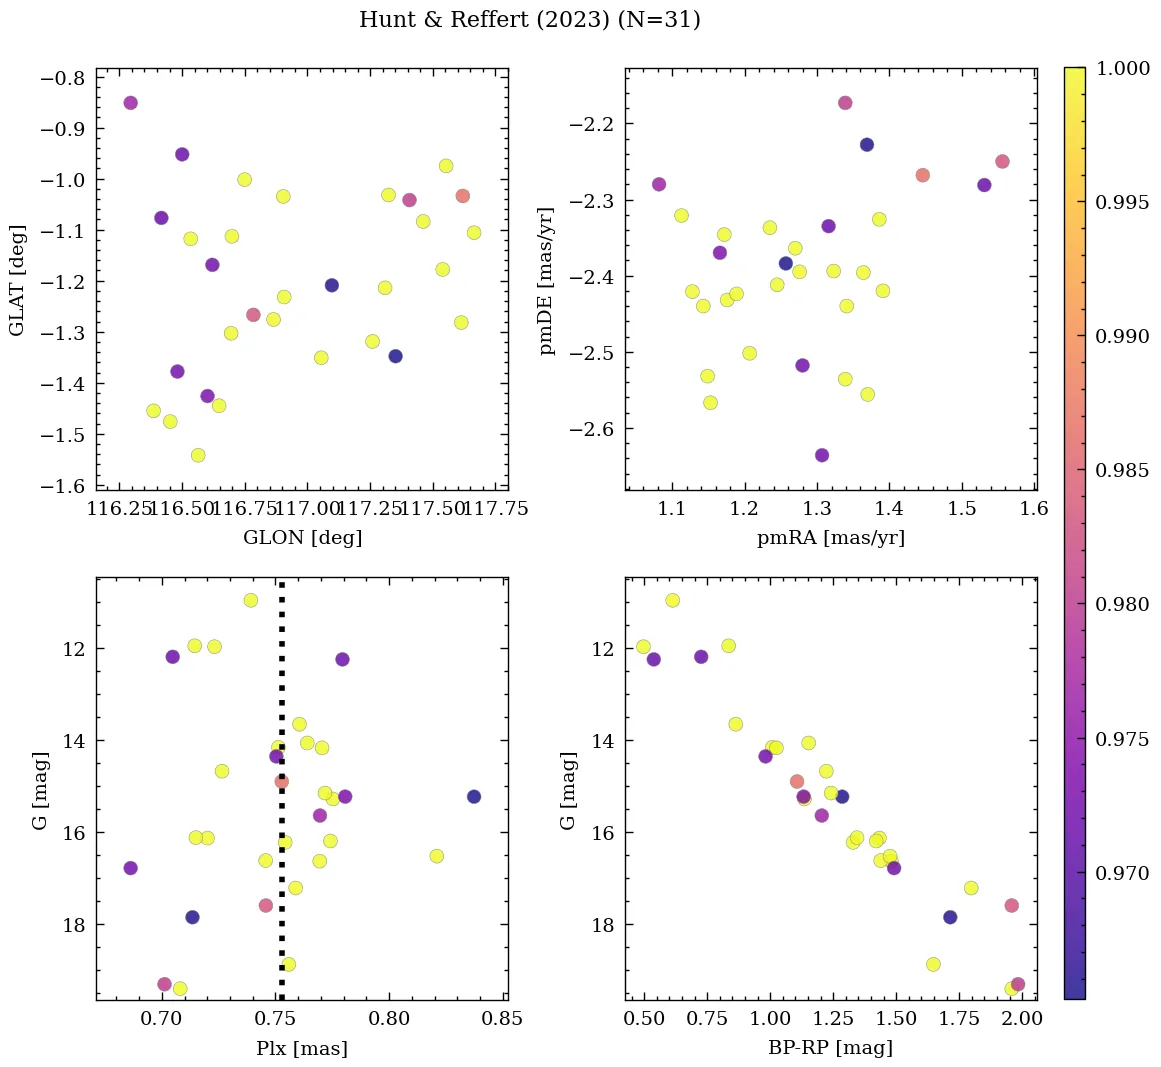 Hunt & Reffert (2023) (N=31)
−0.8
−0.9
−1.0
−1.1
−1.2
−1.3
−1.4
−1.5
−1.6
GLAT [deg]
116.25 116.50 116.75 117.00 117.25 117.50 117.75
GLON [deg]
−2.2
−2.3
−2.4
−2.5
−2.6
pmDE [mas/yr]
1.1 1.2 1.3 1.4 1.5 1.6
pmRA [mas/yr]
12
14
16
18
G [mag]
0.70 0.75 0.80 0.85
Plx [mas]
12
14
16
18
G [mag]
0.50 0.75 1.00 1.25 1.50 1.75 2.00
BP-RP [mag]
1.000
0.995
0.990
0.985
0.980
0.975
0.970